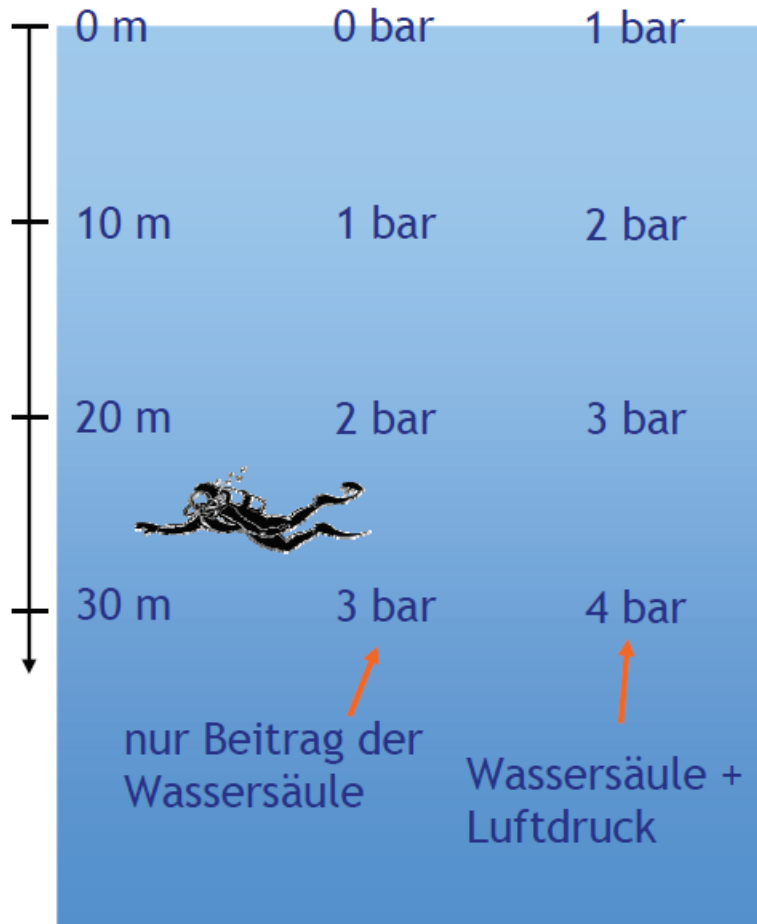 0 m 0 bar 1 bar
10 m 1 bar 2 bar
20 m 2 bar 3 bar
30 m 3 bar 4 bar
nur Beitrag der
Wassersäule
Wassersäule +
Luftdruck